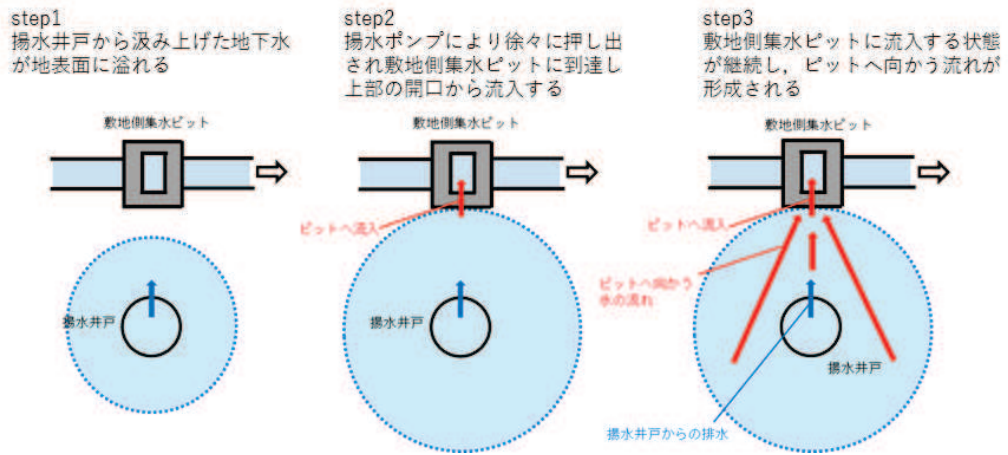 step1
揚水井戸から汲み上げた地下水
が地表面に溢れる
敷地側集水ピット
揚水井戸
step2
揚水ポンプにより徐々に押し出
され敷地側集水ピットに到達し
上部の開口から流入する
敷地側集水ピット
ピットへ流入
揚水井戸
step3
敷地側集水ピットに流入する状態
が継続し，ピットへ向かう流れが
形成される
敷地側集水ピット
ピットへ流入
ピットへ向かう
水の流れ
揚水井戸
揚水井戸からの排水